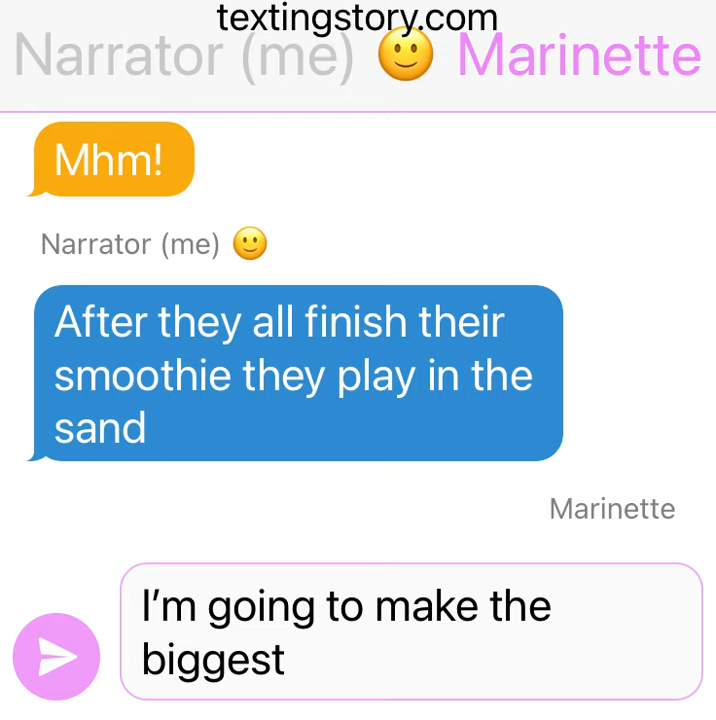 textingstory.com
Narrator (me) 🙂 Marinette
Mhm!
Narrator (me) 🙂
After they all finish their
smoothie they play in the
sand
Marinette
I’m going to make the
biggest